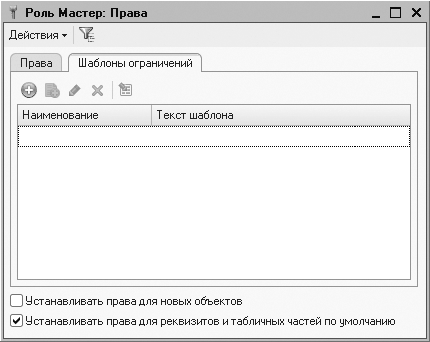 Роль Мастер: Права
Действия
Права
Шаблоны ограничений
Наименование
Текст шаблона
Устанавливать права для новых объектов
Устанавливать права для реквизитов и табличных частей по умолчанию